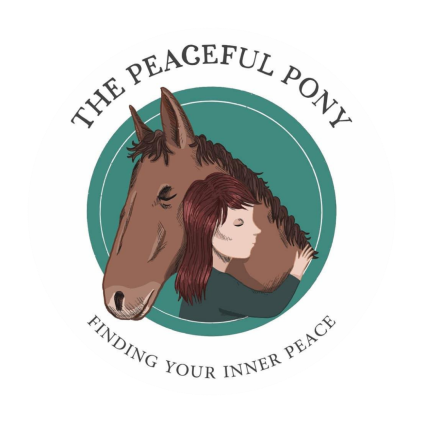 THE PEACEFUL PONY
FINDING YOUR INNER PEACE